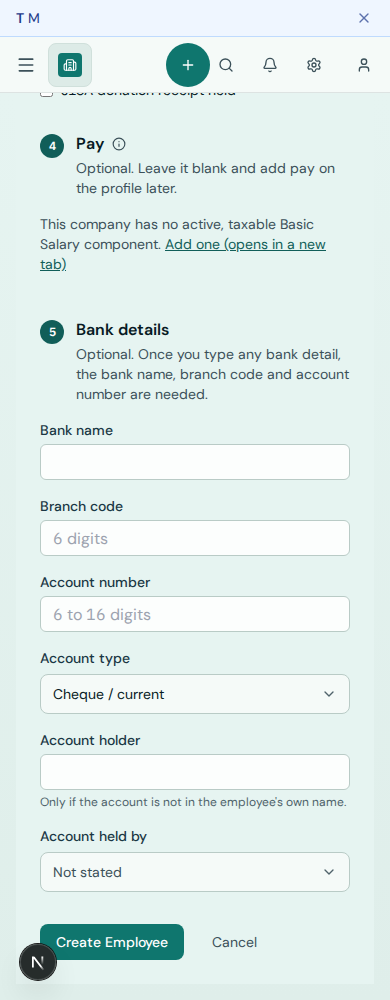 T M
S18A donation receipt held
4 Pay
Optional. Leave it blank and add pay on
the profile later.
This company has no active, taxable Basic
Salary component. Add one (opens in a new
tab)
5 Bank details
Optional. Once you type any bank detail,
the bank name, branch code and account
number are needed.
Bank name
Branch code
6 digits
Account number
6 to 16 digits
Account type
Cheque / current
Account holder
Only if the account is not in the employee's own name.
Account held by
Not stated
N
Create Employee Cancel